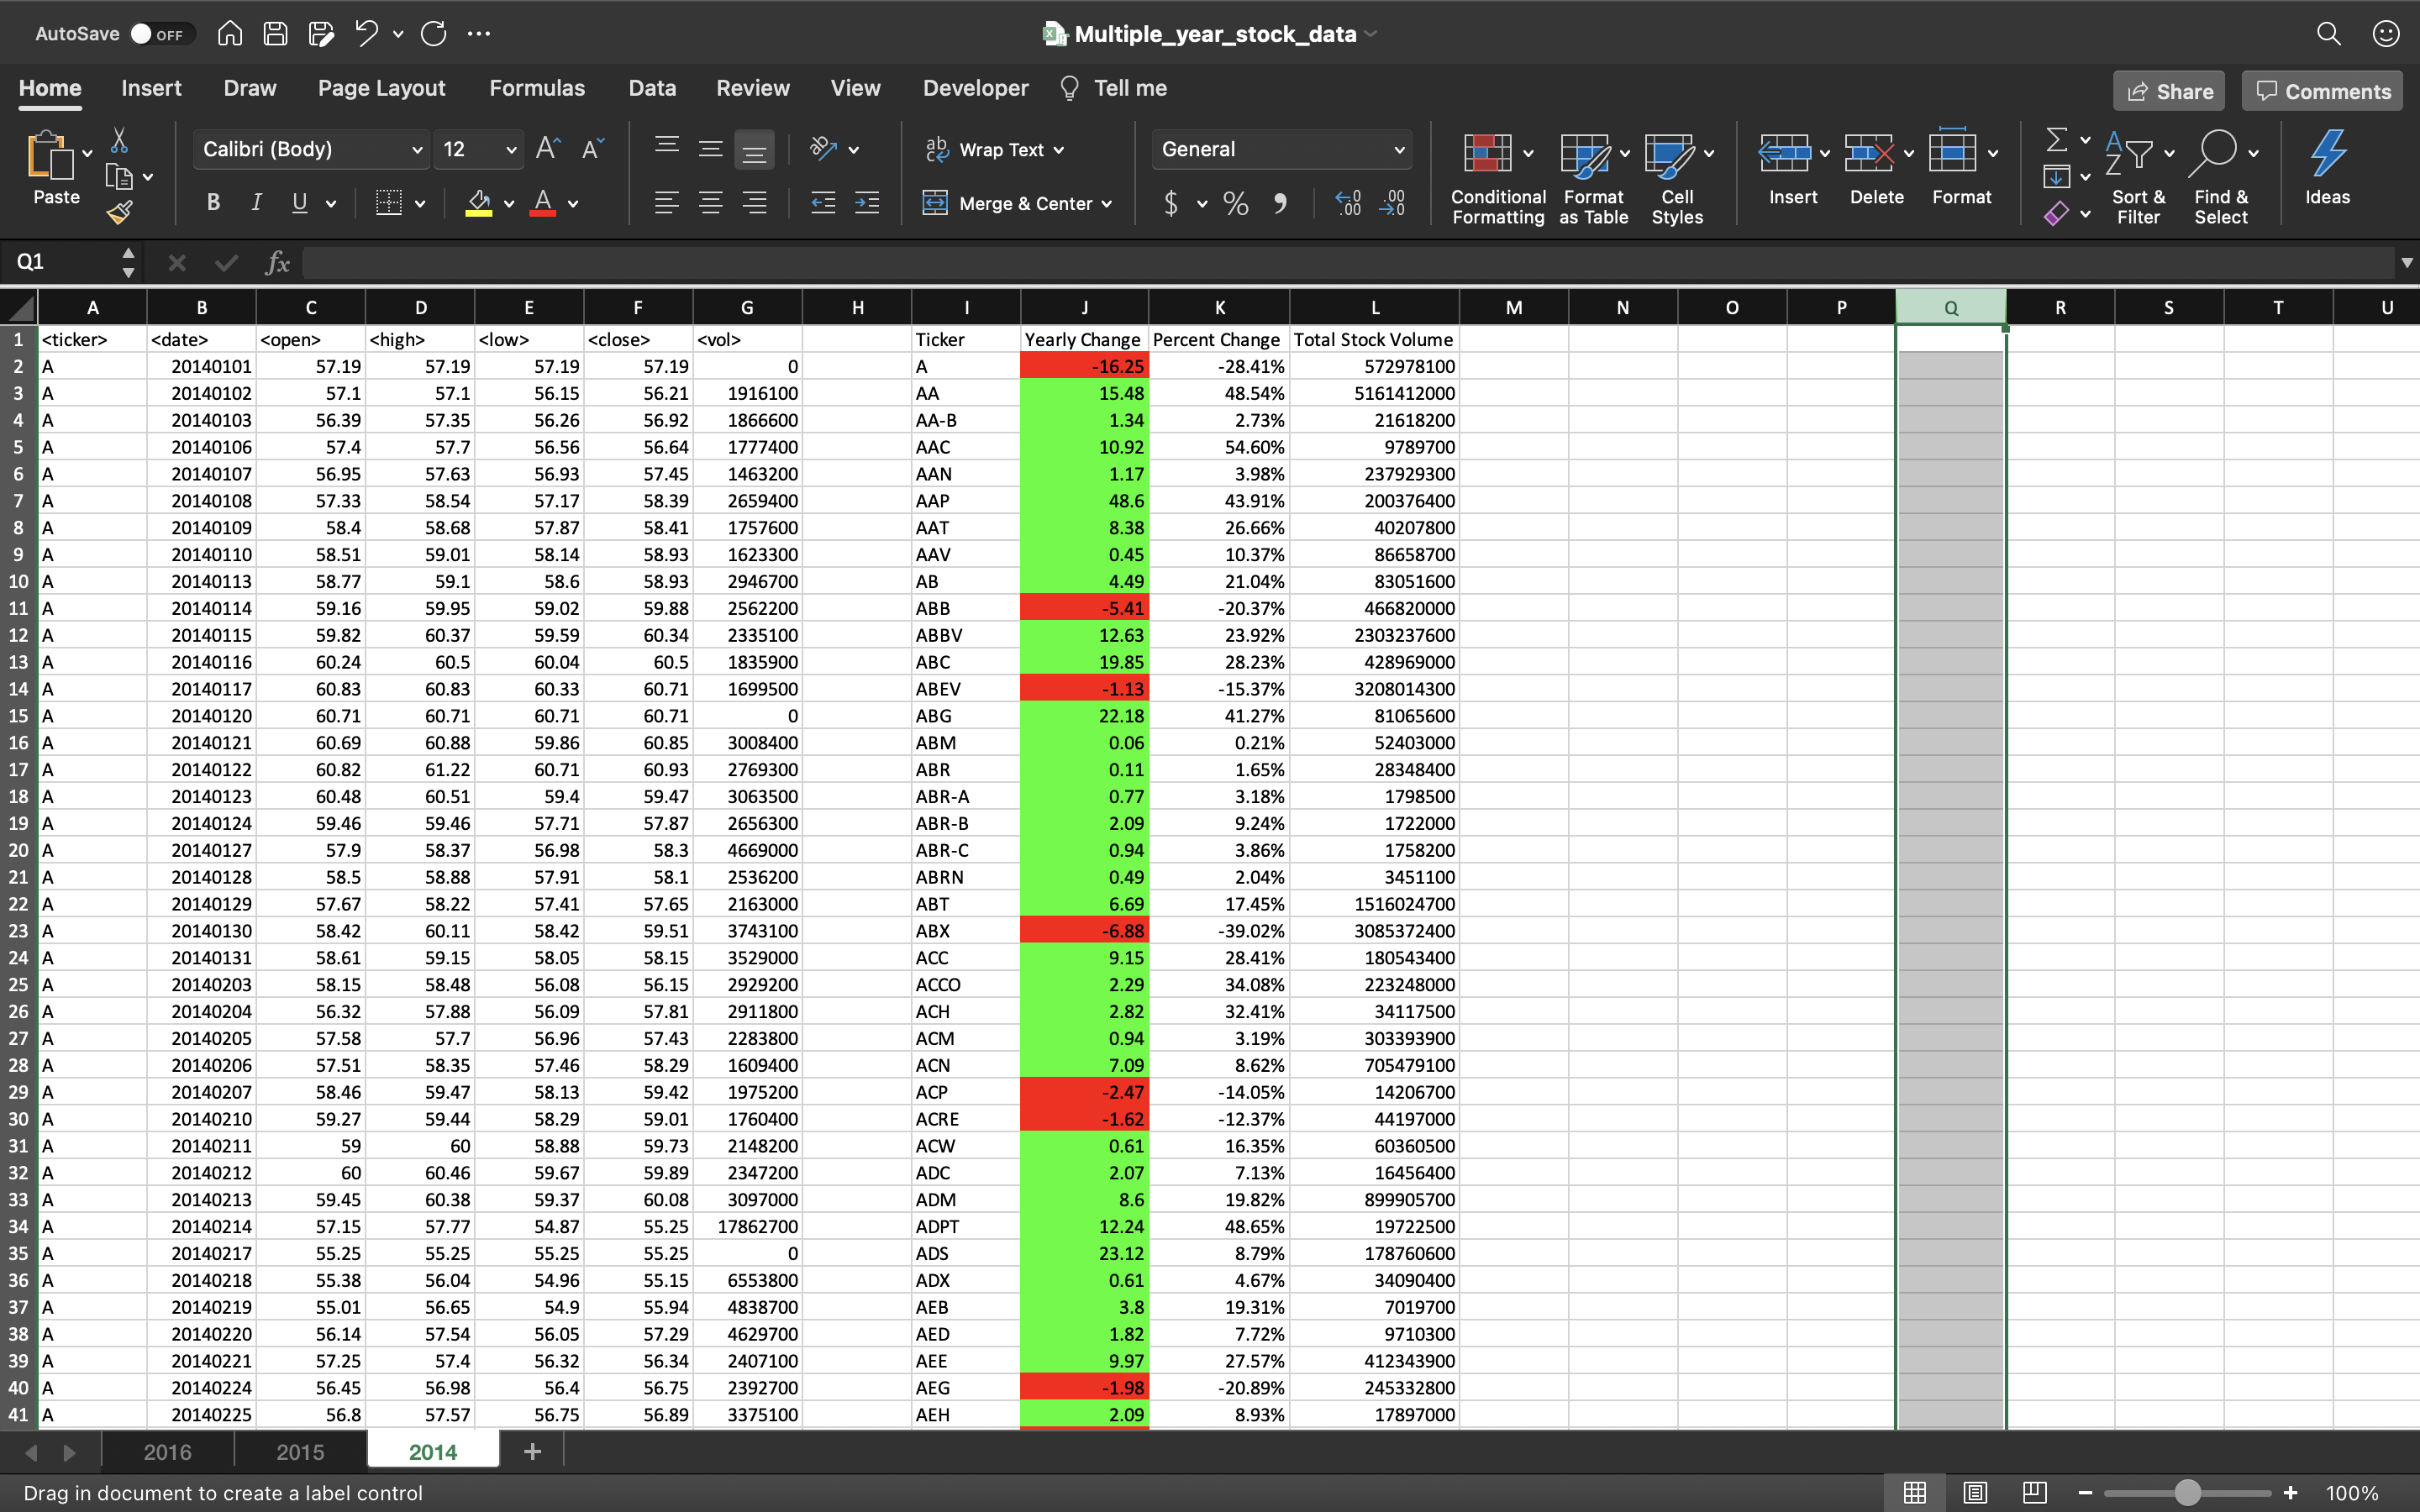 AutoSave OFF Multiple_year_stock_data
Home Insert Draw Page Layout Formulas Data Review View Developer Tell me Share Comments
Paste Calibri (Body) 12 Wrap Text General Conditional Formatting Format as Table Cell Styles Insert Delete Format Sort & Filter Find & Select Ideas
B I U A Merge & Center $ %
Q1 fx
A B C D E F G H I J K L M N O P Q R S T U
1 <ticker> <date> <open> <high> <low> <close> <vol> Ticker Yearly Change Percent Change Total Stock Volume
2 A 20140101 57.19 57.19 57.19 57.19 0 A -16.25 -28.41% 572978100
3 A 20140102 57.1 57.1 56.15 56.21 1916100 AA 15.48 48.54% 5161412000
4 A 20140103 56.39 57.35 56.26 56.92 1866600 AA-B 1.34 2.73% 21618200
5 A 20140106 57.4 57.7 56.56 56.64 1777400 AAC 10.92 54.60% 9789700
6 A 20140107 56.95 57.63 56.93 57.45 1463200 AAN 1.17 3.98% 237929300
7 A 20140108 57.33 58.54 57.17 58.39 2659400 AAP 48.6 43.91% 200376400
8 A 20140109 58.4 58.68 57.87 58.41 1757600 AAT 8.38 26.66% 40207800
9 A 20140110 58.51 59.01 58.14 58.93 1623300 AAV 0.45 10.37% 86658700
10 A 20140113 58.77 59.1 58.6 58.93 2946700 AB 4.49 21.04% 83051600
11 A 20140114 59.16 59.95 59.02 59.88 2562200 ABB -5.41 -20.37% 466820000
12 A 20140115 59.82 60.37 59.59 60.34 2335100 ABBV 12.63 23.92% 2303237600
13 A 20140116 60.24 60.5 60.04 60.5 1835900 ABC 19.85 28.23% 428969000
14 A 20140117 60.83 60.83 60.33 60.71 1699500 ABEV -1.13 -15.37% 3208014300
15 A 20140120 60.71 60.71 60.71 60.71 0 ABG 22.18 41.27% 81065600
16 A 20140121 60.69 60.88 59.86 60.85 3008400 ABM 0.06 0.21% 52403000
17 A 20140122 60.82 61.22 60.71 60.93 2769300 ABR 0.11 1.65% 28348400
18 A 20140123 60.48 60.51 59.4 59.47 3063500 ABR-A 0.77 3.18% 1798500
19 A 20140124 59.46 59.46 57.71 57.87 2656300 ABR-B 2.09 9.24% 1722000
20 A 20140127 57.9 58.37 56.98 58.3 4669000 ABR-C 0.94 3.86% 1758200
21 A 20140128 58.5 58.88 57.91 58.1 2536200 ABRN 0.49 2.04% 3451100
22 A 20140129 57.67 58.22 57.41 57.65 2163000 ABT 6.69 17.45% 1516024700
23 A 20140130 58.42 60.11 58.42 59.51 3743100 ABX -6.88 -39.02% 3085372400
24 A 20140131 58.61 59.15 58.05 58.15 3529000 ACC 9.15 28.41% 180543400
25 A 20140203 58.15 58.48 56.08 56.15 2929200 ACCO 2.29 34.08% 223248000
26 A 20140204 56.32 57.88 56.09 57.81 2911800 ACH 2.82 32.41% 34117500
27 A 20140205 57.58 57.7 56.96 57.43 2283800 ACM 0.94 3.19% 303393900
28 A 20140206 57.51 58.35 57.46 58.29 1609400 ACN 7.09 8.62% 705479100
29 A 20140207 58.46 59.47 58.13 59.42 1975200 ACP -2.47 -14.05% 14206700
30 A 20140210 59.27 59.44 58.29 59.01 1760400 ACRE -1.62 -12.37% 44197000
31 A 20140211 59 60 58.88 59.73 2148200 ACW 0.61 16.35% 60360500
32 A 20140212 60 60.46 59.67 59.89 2347200 ADC 2.07 7.13% 16456400
33 A 20140213 59.45 60.38 59.37 60.08 3097000 ADM 8.6 19.82% 899905700
34 A 20140214 57.15 57.77 54.87 55.25 17862700 ADPT 12.24 48.65% 19722500
35 A 20140217 55.25 55.25 55.25 55.25 0 ADS 23.12 8.79% 178760600
36 A 20140218 55.38 56.04 54.96 55.15 6553800 ADX 0.61 4.67% 34090400
37 A 20140219 55.01 56.65 54.9 55.94 4838700 AEB 3.8 19.31% 7019700
38 A 20140220 56.14 57.54 56.05 57.29 4629700 AED 1.82 7.72% 9710300
39 A 20140221 57.25 57.4 56.32 56.34 2407100 AEE 9.97 27.57% 412343900
40 A 20140224 56.45 56.98 56.4 56.75 2392700 AEG -1.98 -20.89% 245332800
41 A 20140225 56.8 57.57 56.75 56.89 3375100 AEH 2.09 8.93% 17897000
2016 2015 2014
Drag in document to create a label control 100%